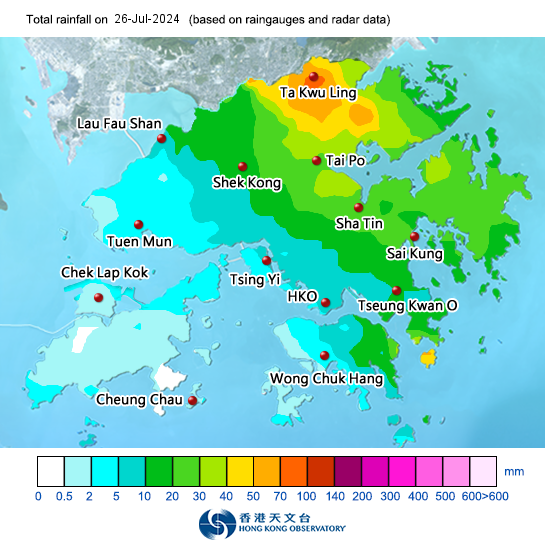 Total rainfall on 26-Jul-2024 (based on raingauges and radar data)
Ta Kwu Ling
Lau Fau Shan
Tai Po
Shek Kong
Sha Tin
Tuen Mun
Sai Kung
Chek Lap Kok
Tsing Yi
HKO
Tseung Kwan O
Wong Chuk Hang
Cheung Chau
mm
0 0.5 2 5 10 20 30 40 50 70 100 140 200 300 400 500 600>600
香港天文台
HONG KONG OBSERVATORY